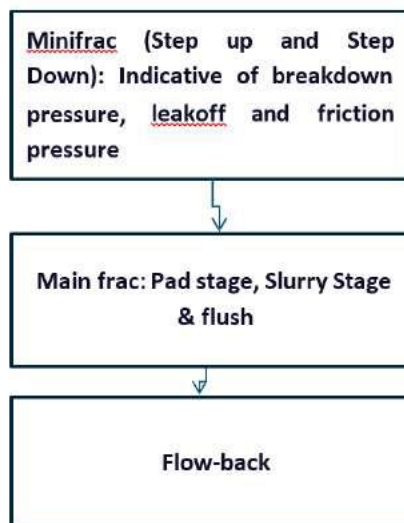 Minifrac (Step up and Step
Down): Indicative of breakdown
pressure, leakoff and friction
pressure
Main frac: Pad stage, Slurry Stage
& flush
Flow-back